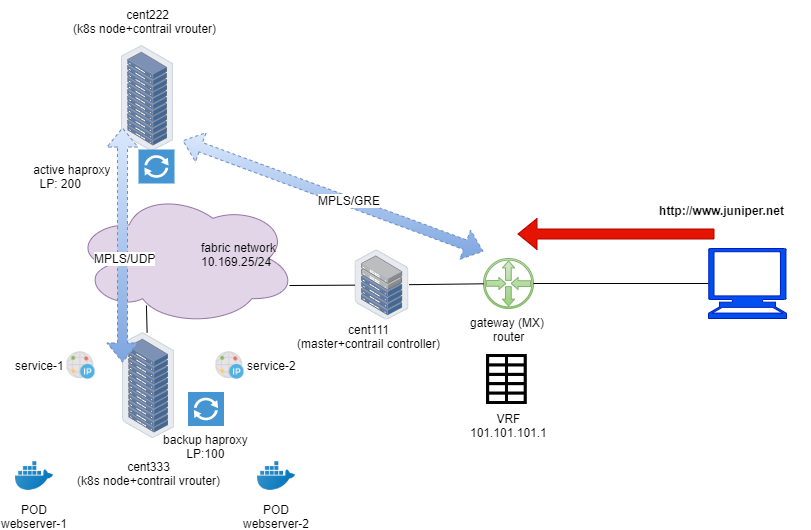 cent222
(k8s node+contrail vrouter)
active haproxy
LP: 200
MPLS/GRE
http://www.juniper.net
fabric network
10.169.25/24
MPLS/UDP
cent111
(master+contrail controller)
gateway (MX)
router
service-1
IP
service-2
IP
VRF
101.101.101.1
backup haproxy
LP:100
cent333
(k8s node+contrail vrouter)
POD
webserver-1
POD
webserver-2